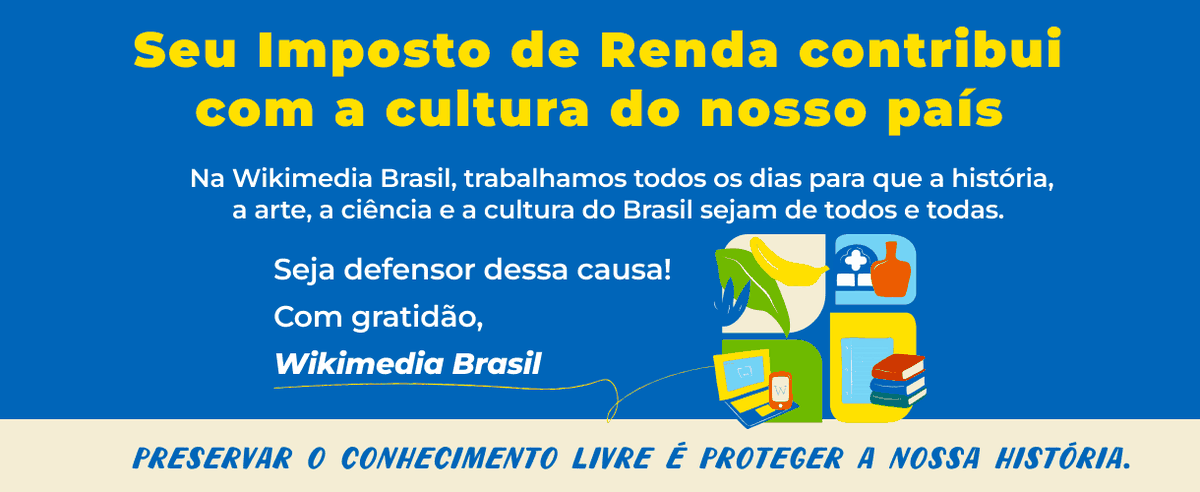 Seu Imposto de Renda contribui
com a cultura do nosso país
Na Wikimedia Brasil, trabalhamos todos os dias para que a história,
a arte, a ciência e a cultura do Brasil sejam de todos e todas.
Seja defensor dessa causa!
Com gratidão,
Wikimedia Brasil
W
PRESERVAR O CONHECIMENTO LIVRE É PROTEGER A NOSSA HISTÓRIA.